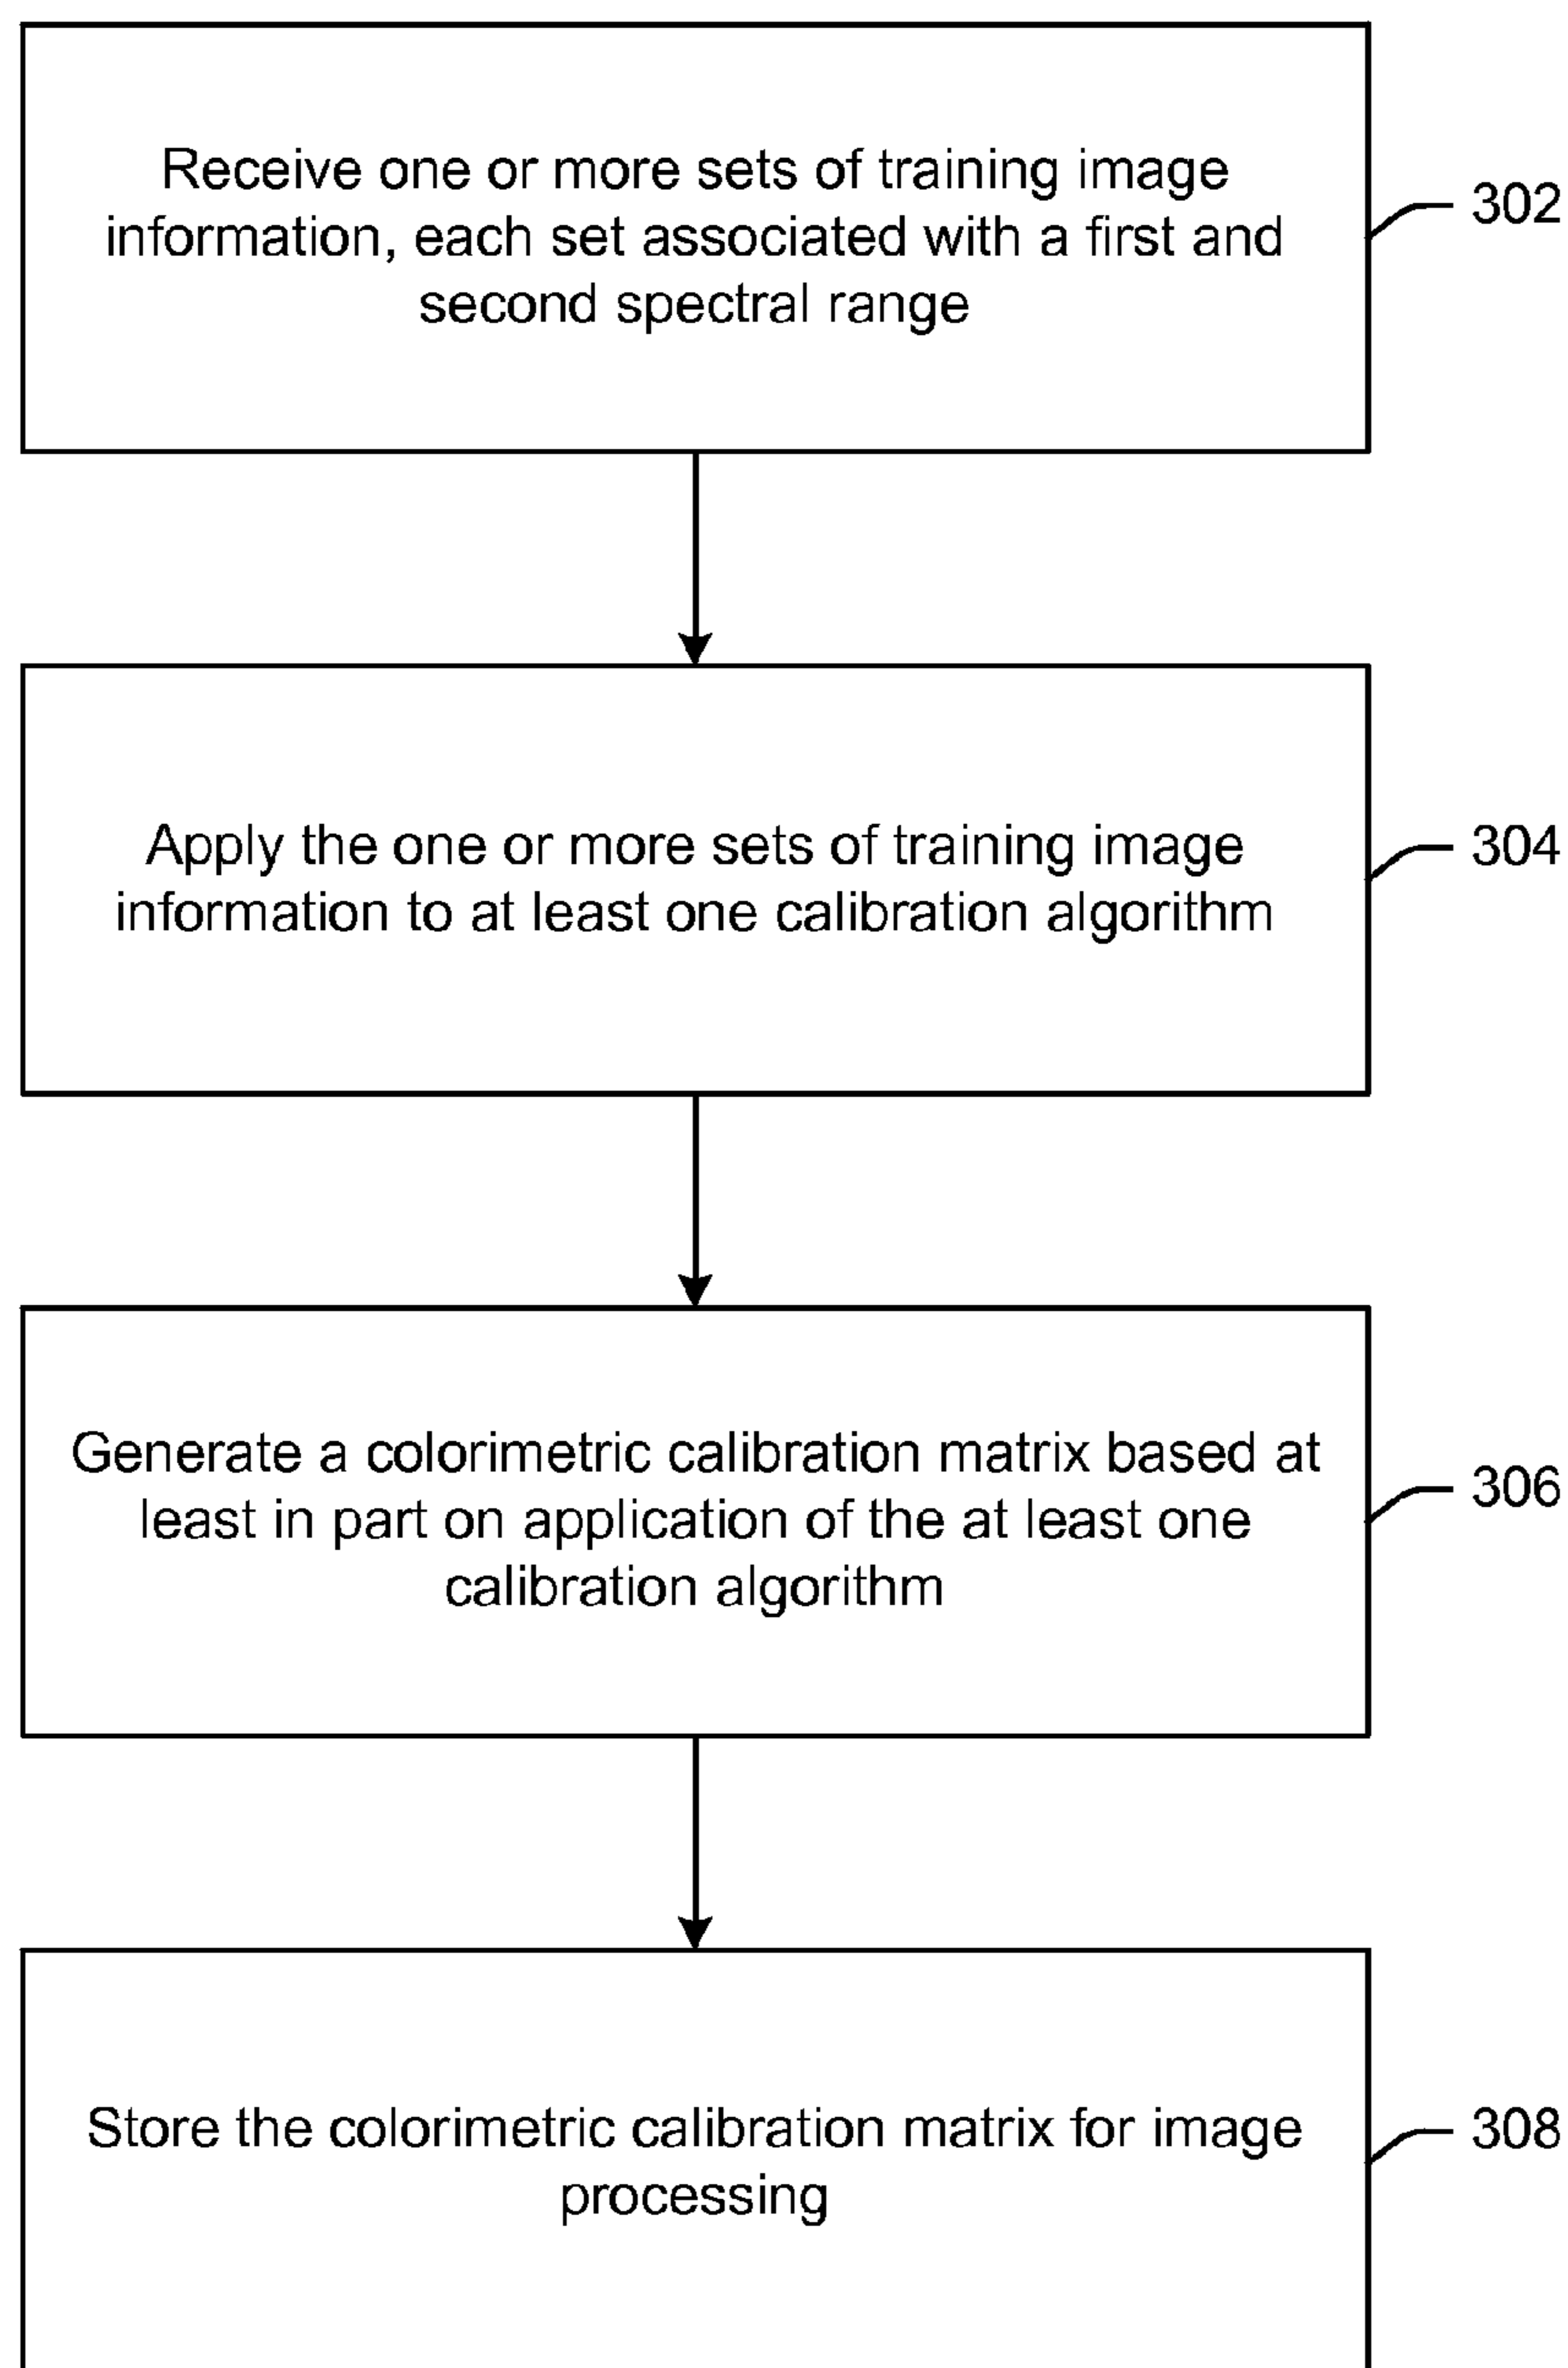 Receive one or more sets of training image
information, each set associated with a first and
second spectral range
302
Apply the one or more sets of training image
information to at least one calibration algorithm
304
Generate a colorimetric calibration matrix based at
least in part on application of the at least one
calibration algorithm
306
Store the colorimetric calibration matrix for image
processing
308